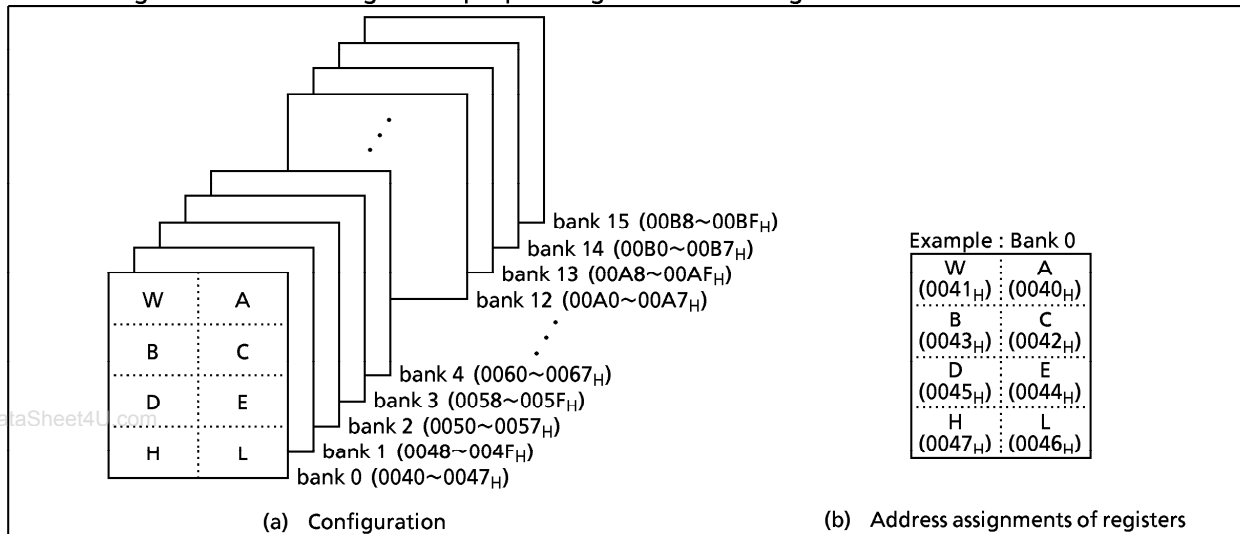 bank 15 (00B8~00BFH)
bank 14 (00B0~00B7H)
bank 13 (00A8~00AFH)
bank 12 (00A0~00A7H)
bank 4 (0060~0067H)
bank 3 (0058~005FH)
bank 2 (0050~0057H)
bank 1 (0048~004FH)
bank 0 (0040~0047H)
W A
B C
D E
H L
(a) Configuration
Example : Bank 0
W A
(0041H) (0040H)
B C
(0043H) (0042H)
D E
(0045H) (0044H)
H L
(0047H) (0046H)
(b) Address assignments of registers
ataSheet4U.com